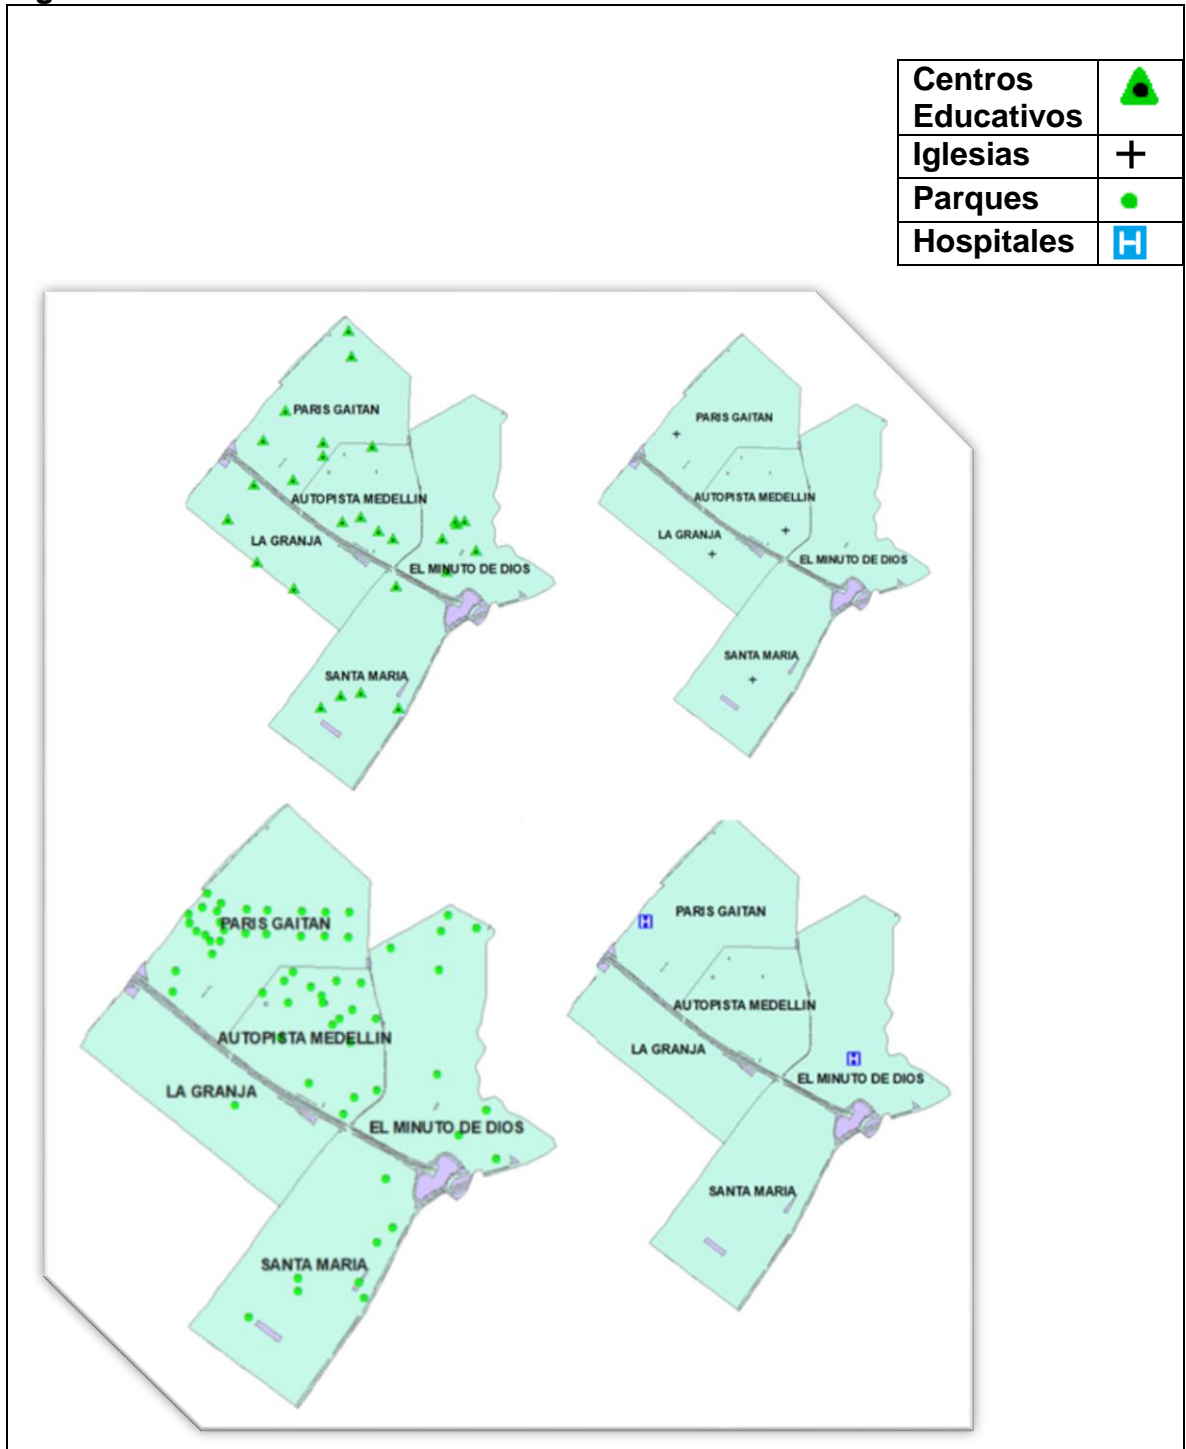 Centros
Educativos
Iglesias
Parques
Hospitales
H
PARIS GAITAN
AUTOPISTA MEDELLIN
LA GRANJA
EL MINUTO DE DIOS
SANTA MARIA
PARIS GAITAN
AUTOPISTA MEDELLIN
LA GRANJA
EL MINUTO DE DIOS
SANTA MARIA
PARIS GAITAN
AUTOPISTA MEDELLIN
LA GRANJA
EL MINUTO DE DIOS
SANTA MARIA
H
PARIS GAITAN
AUTOPISTA MEDELLIN
LA GRANJA
H
EL MINUTO DE DIOS
SANTA MARIA